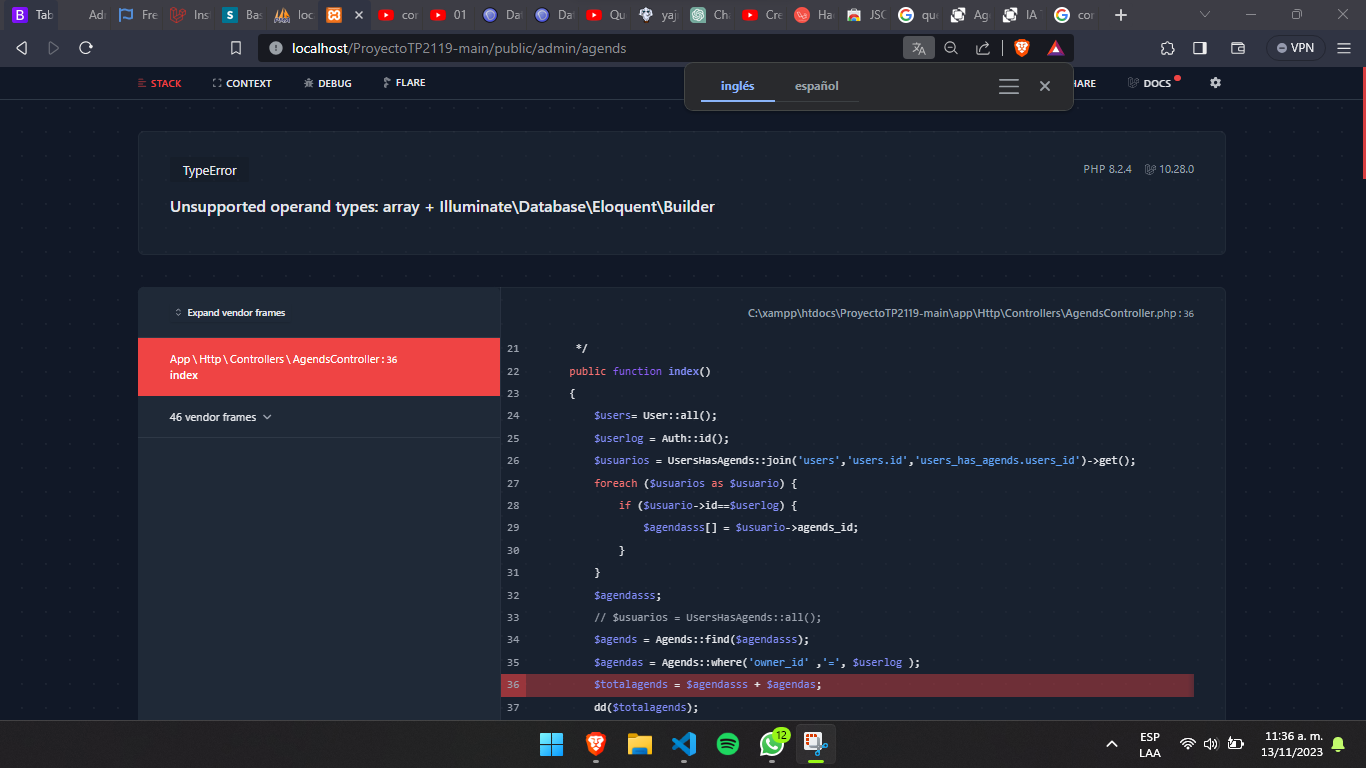 Tab
Adr
Fre
Ins
Bas
loc
cor
01
Dat
Dat
Qu
yaj
Cha
Cre
Ha
JSC
que
Ag
IA
cor
localhost/ProyectoTP2119-main/public/admin/agends
VPN
STACK
CONTEXT
DEBUG
FLARE
inglés
español
HARE
DOCS
TypeError
PHP 8.2.4
10.28.0
Unsupported operand types: array + Illuminate\Database\Eloquent\Builder
Expand vendor frames
C:\xampp\htdocs\ProyectoTP2119-main\app\Http\Controllers\AgendsController.php : 36
App \ Http \ Controllers \ AgendsController : 36
index
46 vendor frames
21 */
22 public function index()
23 {
24 $users= User::all();
25 $userlog = Auth::id();
26 $usuarios = UsersHasAgends::join('users','users.id','users_has_agends.users_id')->get();
27 foreach ($usuarios as $usuario) {
28 if ($usuario->id==$userlog) {
29 $agendasss[] = $usuario->agends_id;
30 }
31 }
32 $agendasss;
33 // $usuarios = UsersHasAgends::all();
34 $agends = Agends::find($agendasss);
35 $agendas = Agends::where('owner_id' ,'=', $userlog );
36 $totalagends = $agendasss + $agendas;
37 dd($totalagends);
12
ESP
LAA
11:36 a. m.
13/11/2023